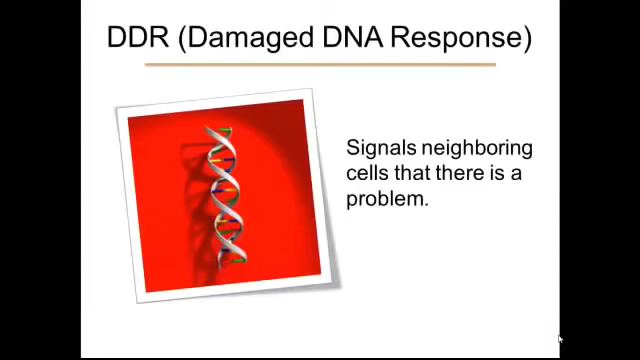 DDR (Damaged DNA Response)
Signals neighboring
cells that there is a
problem.